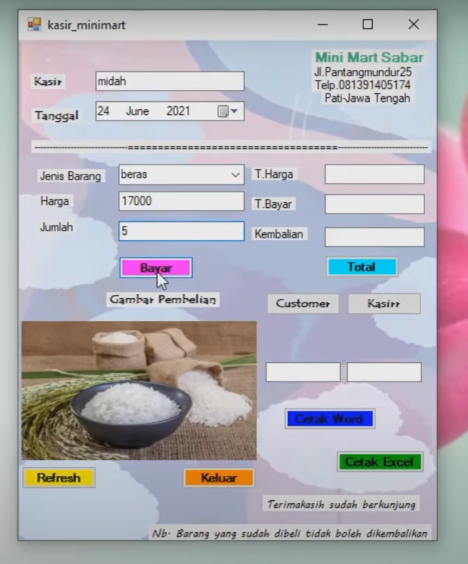 kasir_minimart
Mini Mart Sabar
Jl.Pantangmundur25
Telp.081391405174
Pati-Jawa Tengah
Kasir midah
Tanggal 24 June 2021
Jenis Barang beras T.Harga
Harga 17000 T.Bayar
Jumlah 5 Kembalian
Bayar Total
Gambar Pembelian Customer Kasirr
Cetak Word
Cetak Excel
Refresh Keluar
Terimakasih sudah berkunjung
Nb- Barang yang sudah dibeli tidak boleh dikembalikan